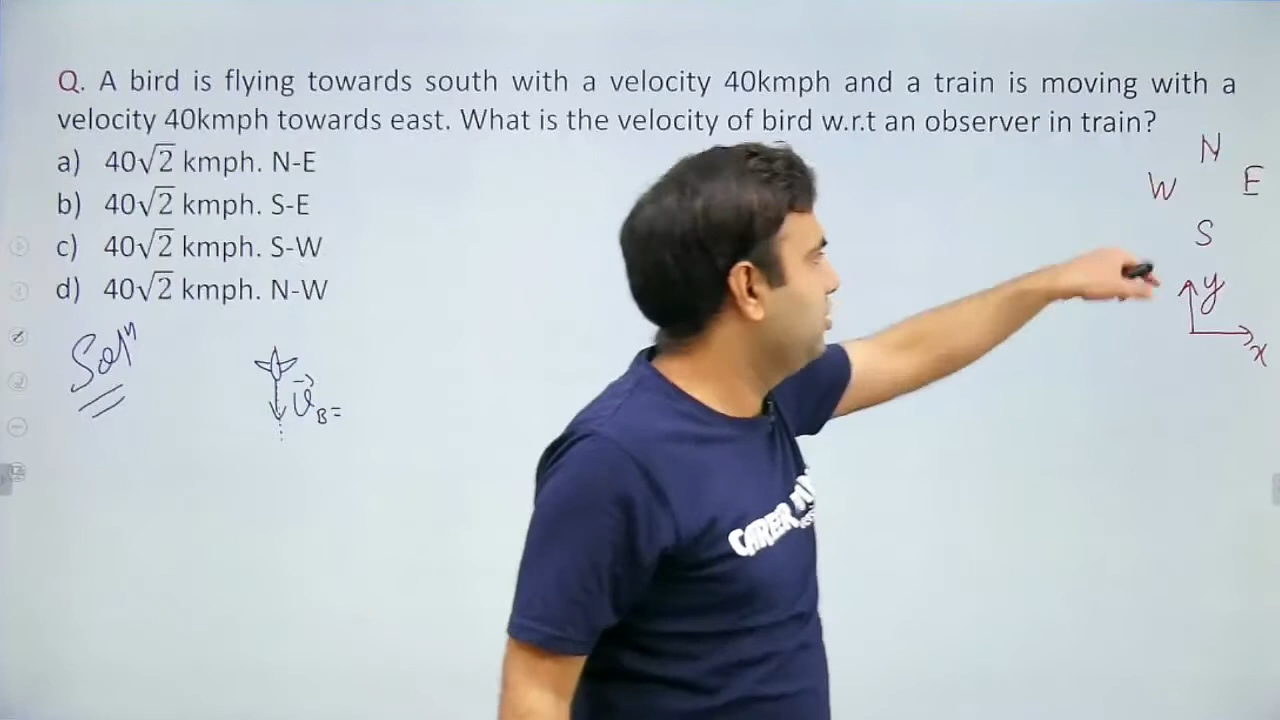 Q. A bird is flying towards south with a velocity 40kmph and a train is moving with a
velocity 40kmph towards east. What is the velocity of bird w.r.t an observer in train?
a) 40√2 kmph. N-E
b) 40√2 kmph. S-E
c) 40√2 kmph. S-W
d) 40√2 kmph. N-W
N
W E
S
y
x
Solⁿ
v⃗_B=
CAREER